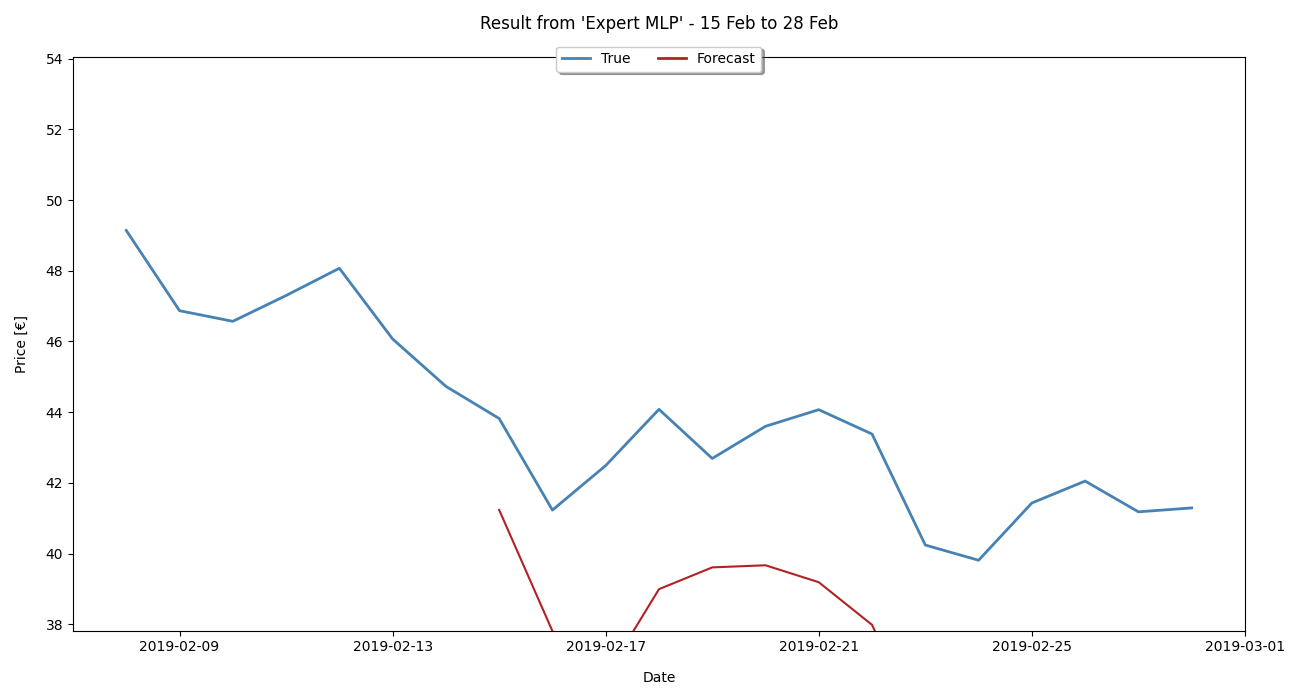 Result from 'Expert MLP' - 15 Feb to 28 Feb
True Forecast
54
52
50
48
46
44
42
40
38
Price [€]
2019-02-09 2019-02-13 2019-02-17 2019-02-21 2019-02-25 2019-03-01
Date